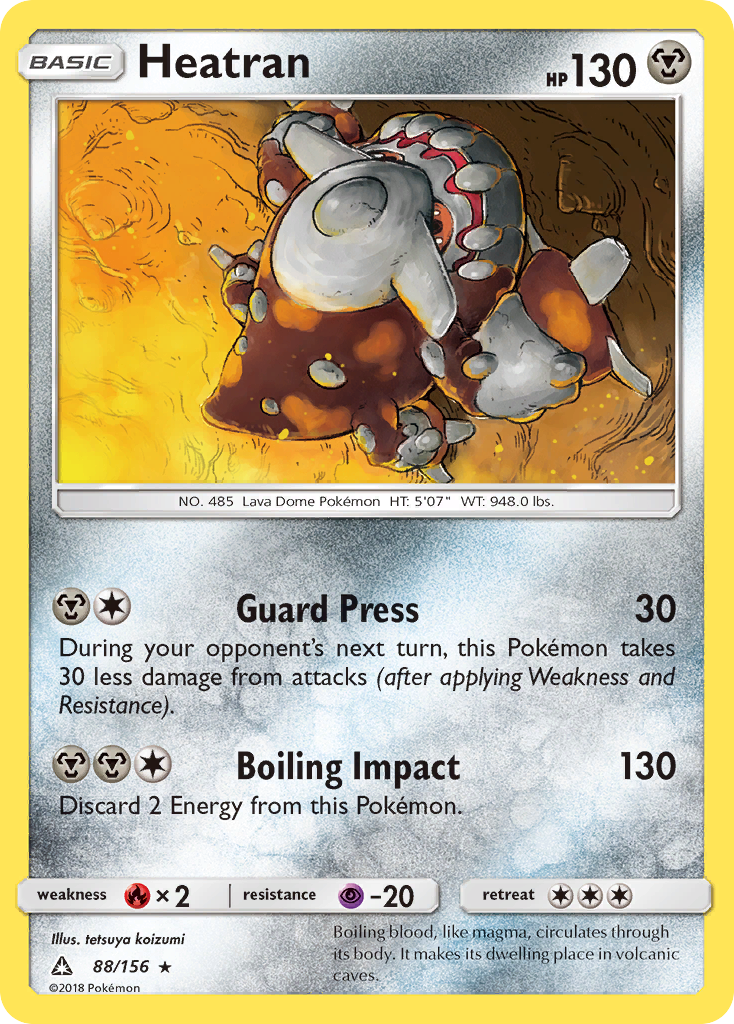 BASIC Heatran HP 130
NO. 485 Lava Dome Pokémon HT: 5'07" WT: 948.0 lbs.
Guard Press 30
During your opponent's next turn, this Pokémon takes
30 less damage from attacks (after applying Weakness and
Resistance).
Boiling Impact 130
Discard 2 Energy from this Pokémon.
weakness ×2 resistance -20 retreat
Illus. tetsuya koizumi
88/156 ★
©2018 Pokémon
Boiling blood, like magma, circulates through
its body. It makes its dwelling place in volcanic
caves.